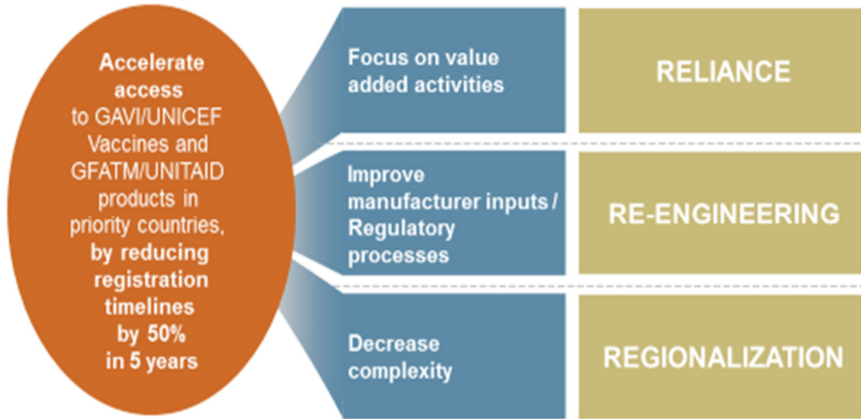 Accelerate
access
to GAVI/UNICEF
Vaccines and
GFATM/UNITAID
products in
priority countries,
by reducing
registration
timelines
by 50%
in 5 years
Focus on value
added activities
RELIANCE
Improve
manufacturer inputs /
Regulatory
processes
RE-ENGINEERING
Decrease
complexity
REGIONALIZATION